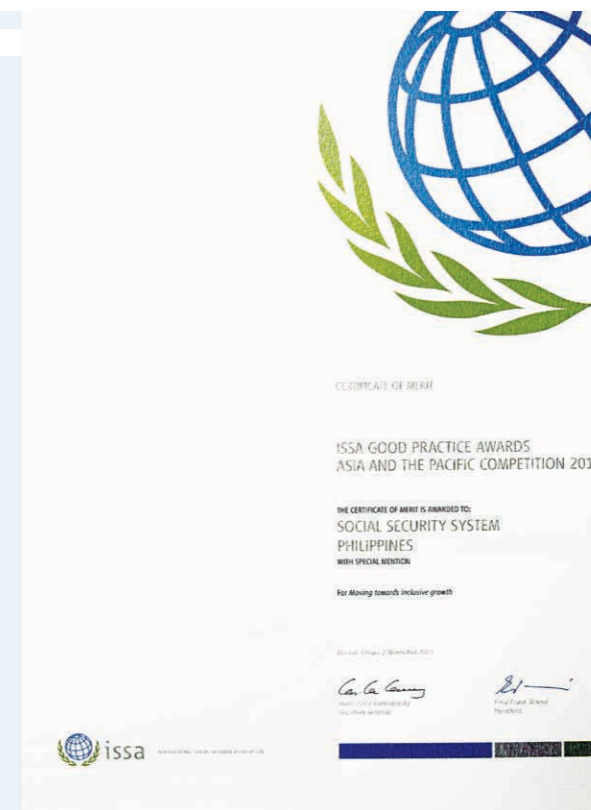 CERTIFICATE OF MERIT
ISSA GOOD PRACTICE AWARDS
ASIA AND THE PACIFIC COMPETITION 201
THE CERTIFICATE OF MERIT IS AWARDED TO:
SOCIAL SECURITY SYSTEM
PHILIPPINES
WITH SPECIAL MENTION
For Moving towards inclusive growth
issa